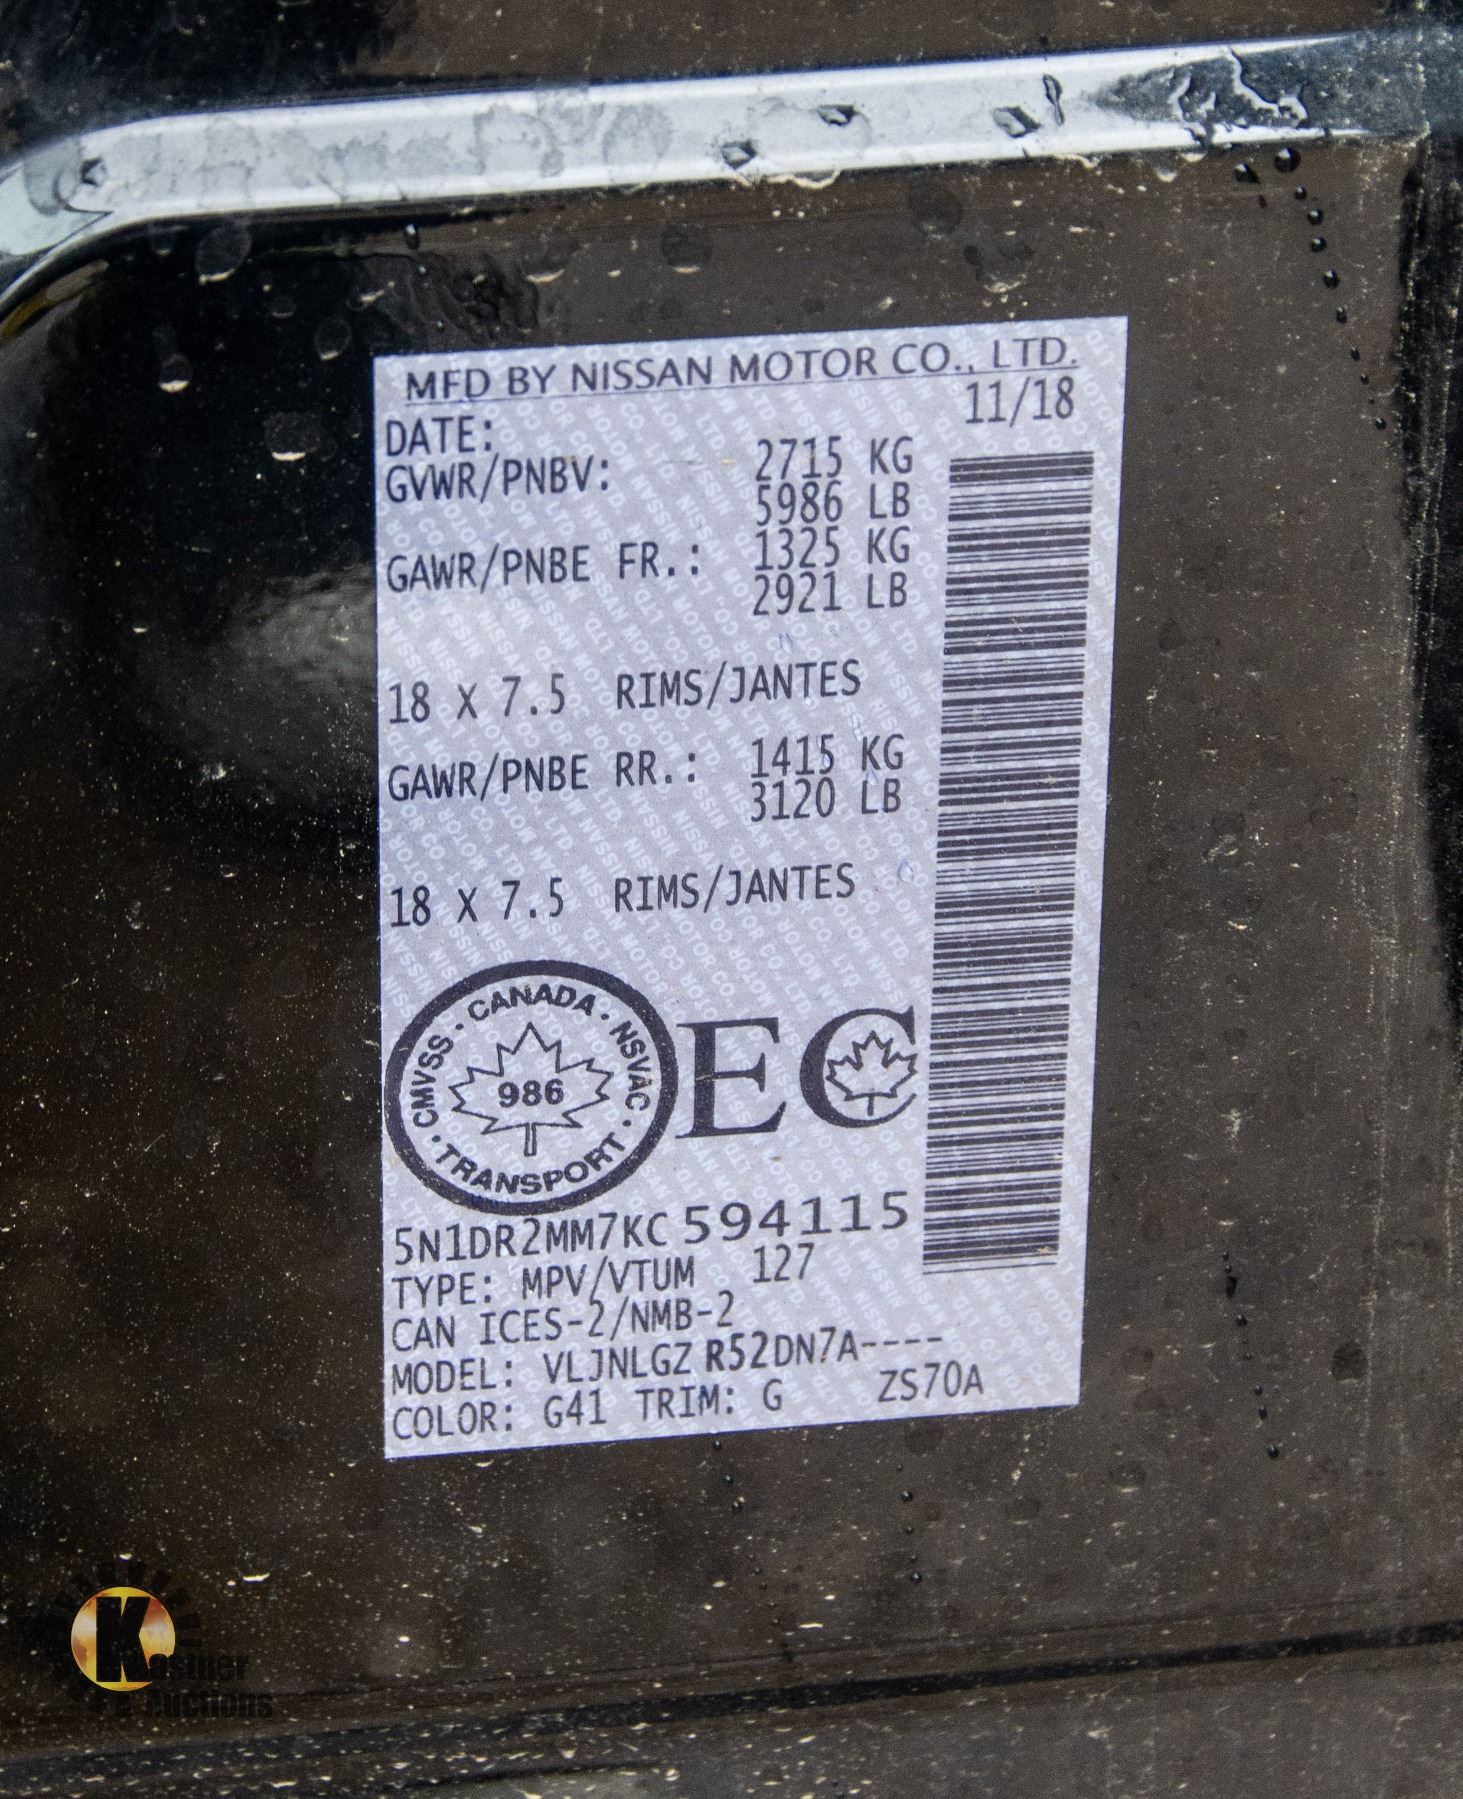 MFD BY NISSAN MOTOR CO., LTD.
DATE: 11/18
GVWR/PNBV: 2715 KG
5986 LB
GAWR/PNBE FR.: 1325 KG
2921 LB
18 X 7.5 RIMS/JANTES
GAWR/PNBE RR.: 1415 KG
3120 LB
18 X 7.5 RIMS/JANTES
CMVSS · CANADA · NSVAC · TRANSPORT ·
986
EC
5N1DR2MM7KC594115
TYPE: MPV/VTUM 127
CAN ICES-2/NMB-2
MODEL: VLJNLGZ R52DN7A----
COLOR: G41 TRIM: G ZS70A
Kastner
Auctions